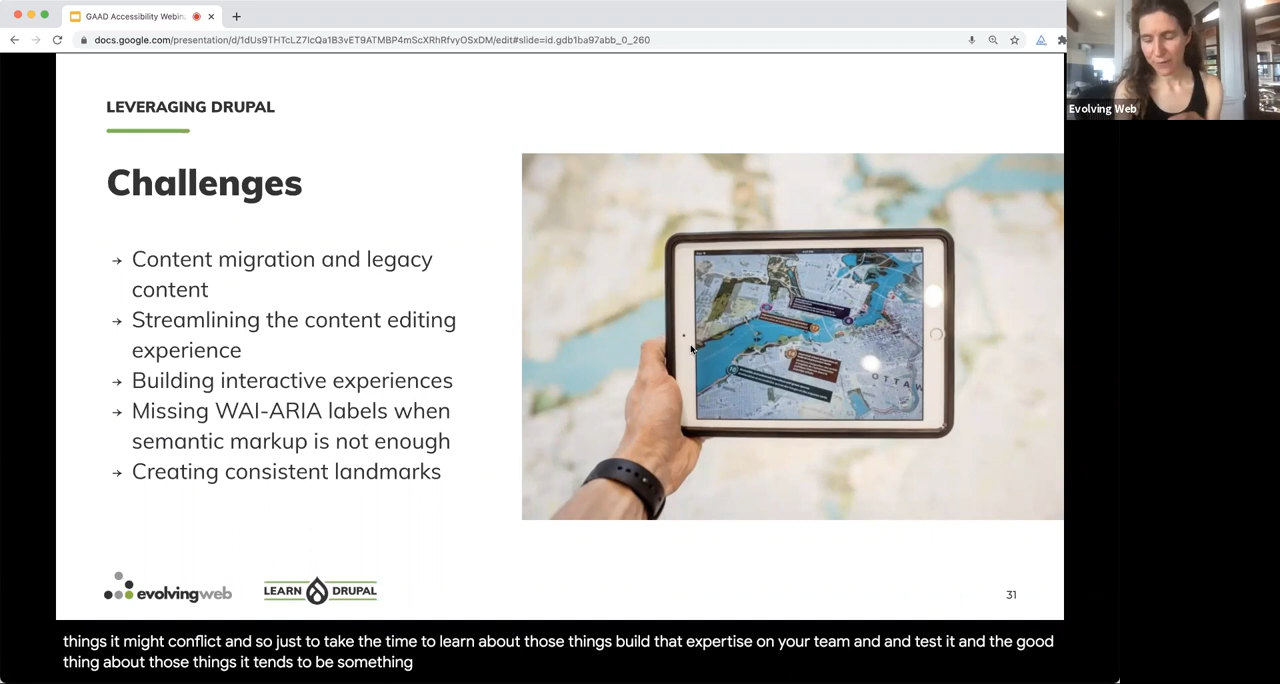 GAAD Accessibility Webin
docs.google.com/presentation/d/1dUs9THTcLZ7lcQa1B3vET9ATMBP4mScXRhRfvyOSxDM/edit#slide=id.gdb1ba97abb_0_260
Evolving Web
LEVERAGING DRUPAL
Challenges
→ Content migration and legacy
content
→ Streamlining the content editing
experience
→ Building interactive experiences
→ Missing WAI-ARIA labels when
semantic markup is not enough
→ Creating consistent landmarks
OTTAW
evolvingweb
LEARN DRUPAL
31
things it might conflict and so just to take the time to learn about those things build that expertise on your team and and test it and the good
thing about those things it tends to be something